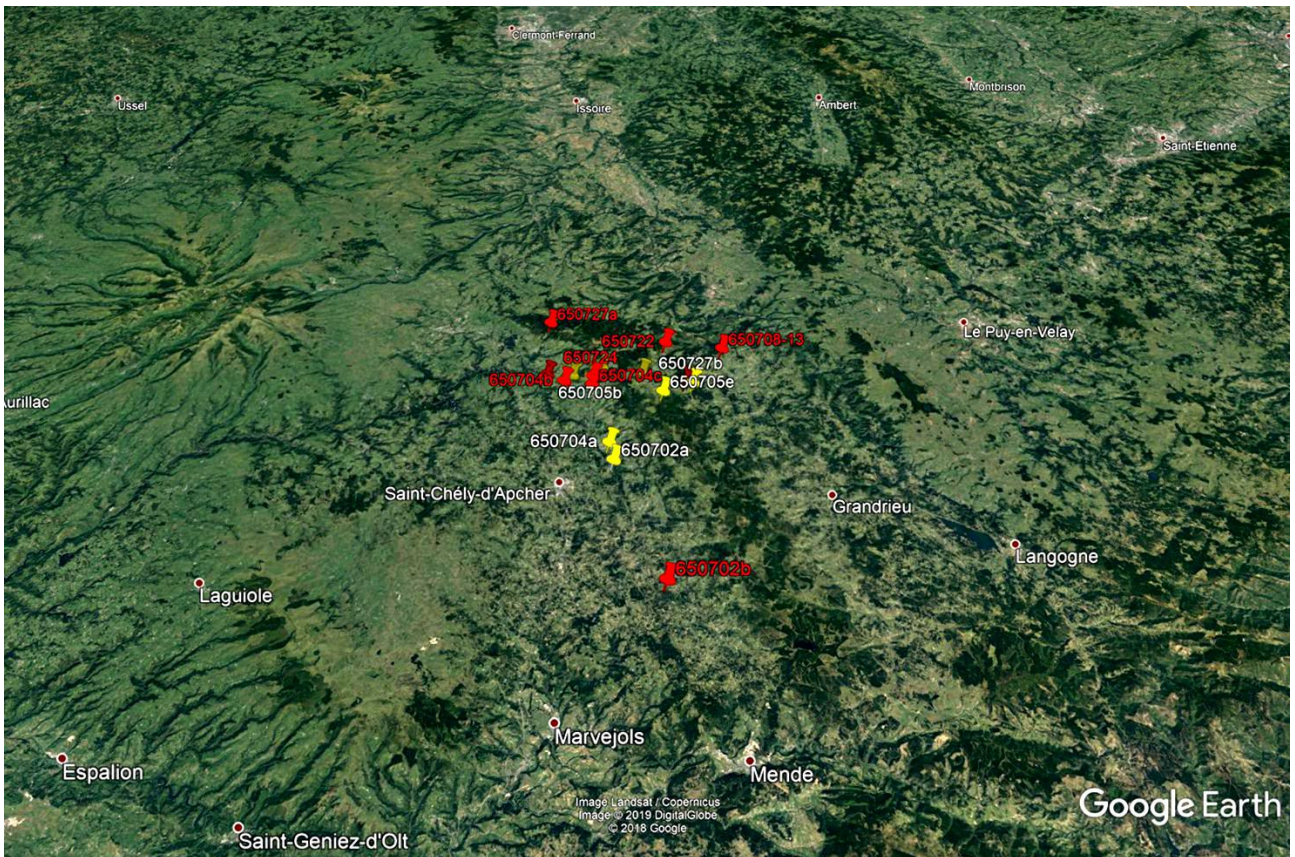 Clermont-Ferrand
Montbrison
Ussel
Issoire
Ambert
Saint-Etienne
650727a
650722
650708-13
Le Puy-en-Velay
650724
650727b
650704b
650704c
650705e
650705b
Aurillac
650704a
650702a
Saint-Chély-d'Apcher
Grandrieu
Langogne
650702b
Laguiole
Marvejols
Mende
Espalion
Saint-Geniez-d'Olt
Image Landsat / Copernicus
Image © 2019 DigitalGlobe
© 2018 Google
Google Earth